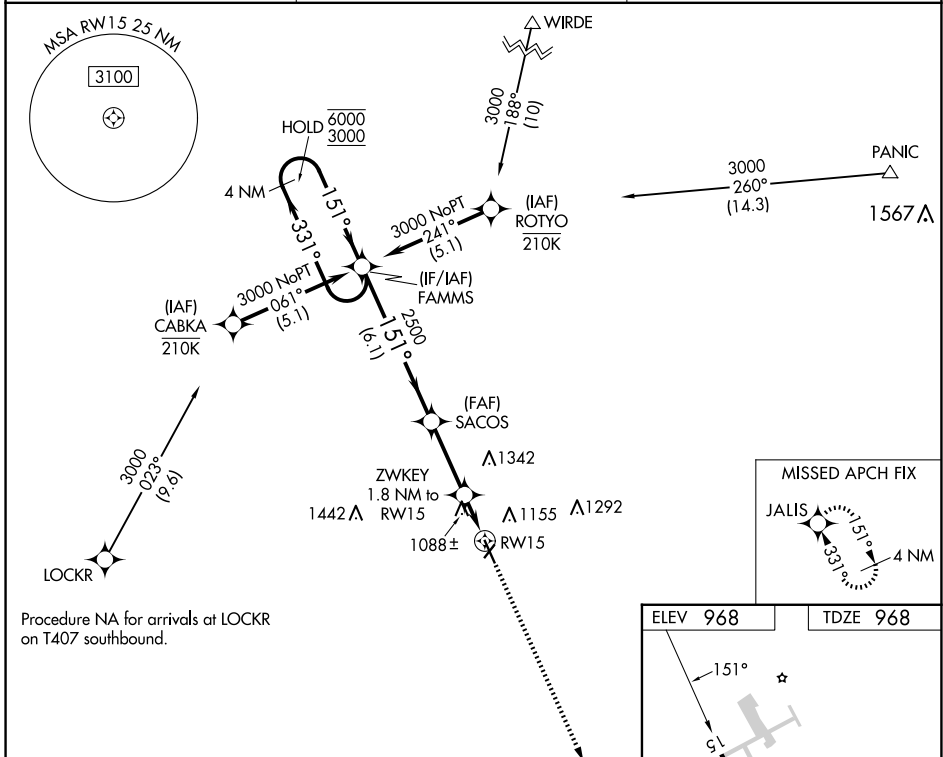 MSA RW15 25 NM
3100
WIRDE
3000
188°
(10)
HOLD
6000
3000
4 NM
151°
331°
PANIC
3000
260°
(14.3)
1567
(IAF)
ROTYO
210K
3000 NoPT
241°
(5.1)
(IF/IAF)
FAMMS
3000 NoPT
061°
(5.1)
(IAF)
CABKA
210K
2500
151°
(6.1)
(FAF)
SACOS
3000
023°
(9.6)
LOCKR
1342
ZWKEY
1.8 NM to
RW15
1442
1155
1292
1088±
RW15
MISSED APCH FIX
JALIS
151°
331°
4 NM
Procedure NA for arrivals at LOCKR
on T407 southbound.
ELEV 968
TDZE 968
151°
15